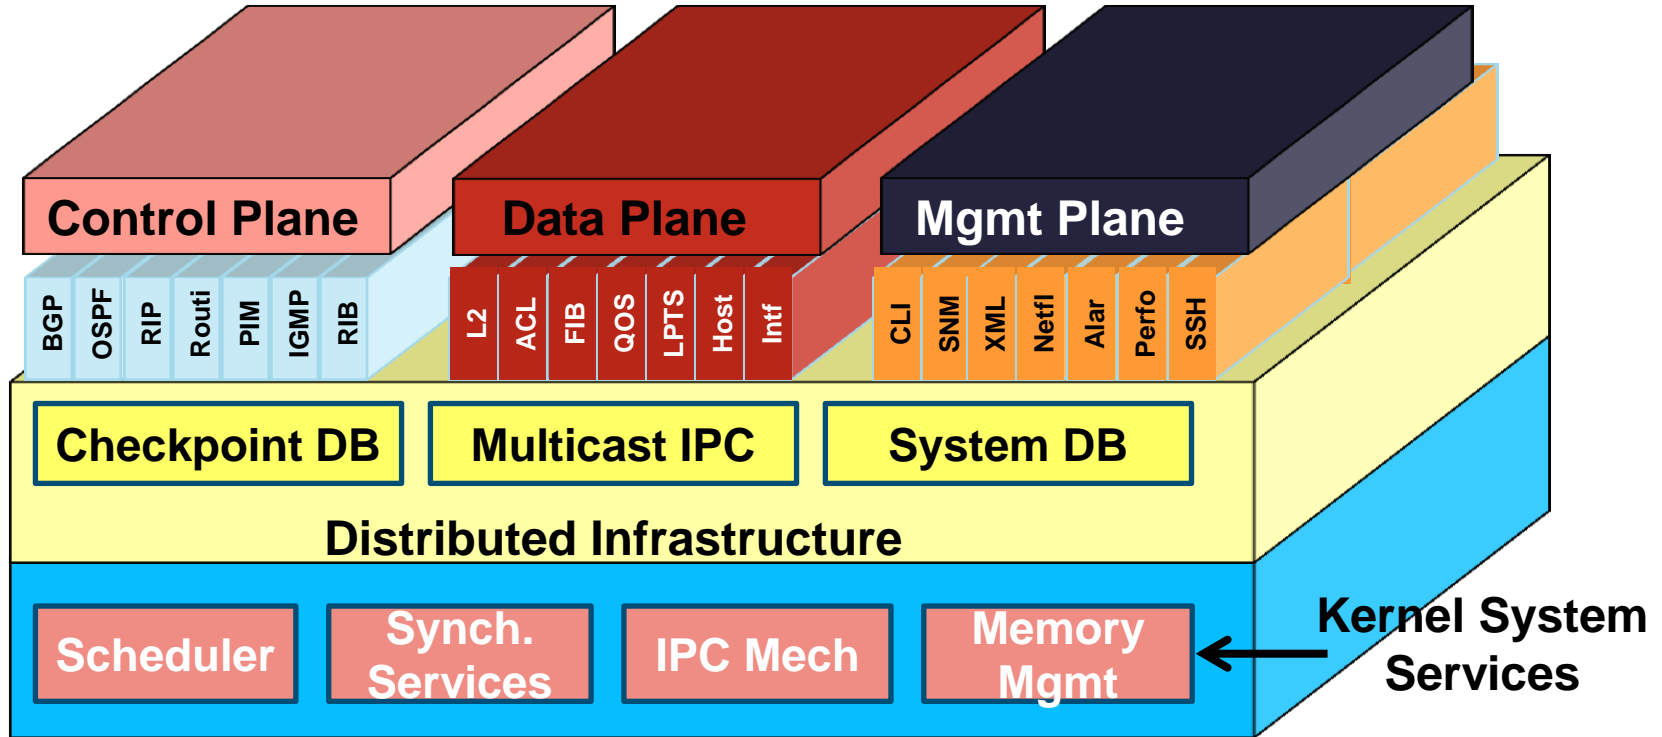 Control Plane
Data Plane
Mgmt Plane
BGP
OSPF
RIP
Routi
PIM
IGMP
RIB
L2
ACL
FIB
QOS
LPTS
Host
Intf
CLI
SNM
XML
Netfl
Alar
Perfo
SSH
Checkpoint DB
Multicast IPC
System DB
Distributed Infrastructure
Scheduler
Synch.
Services
IPC Mech
Memory
Mgmt
Kernel System
Services